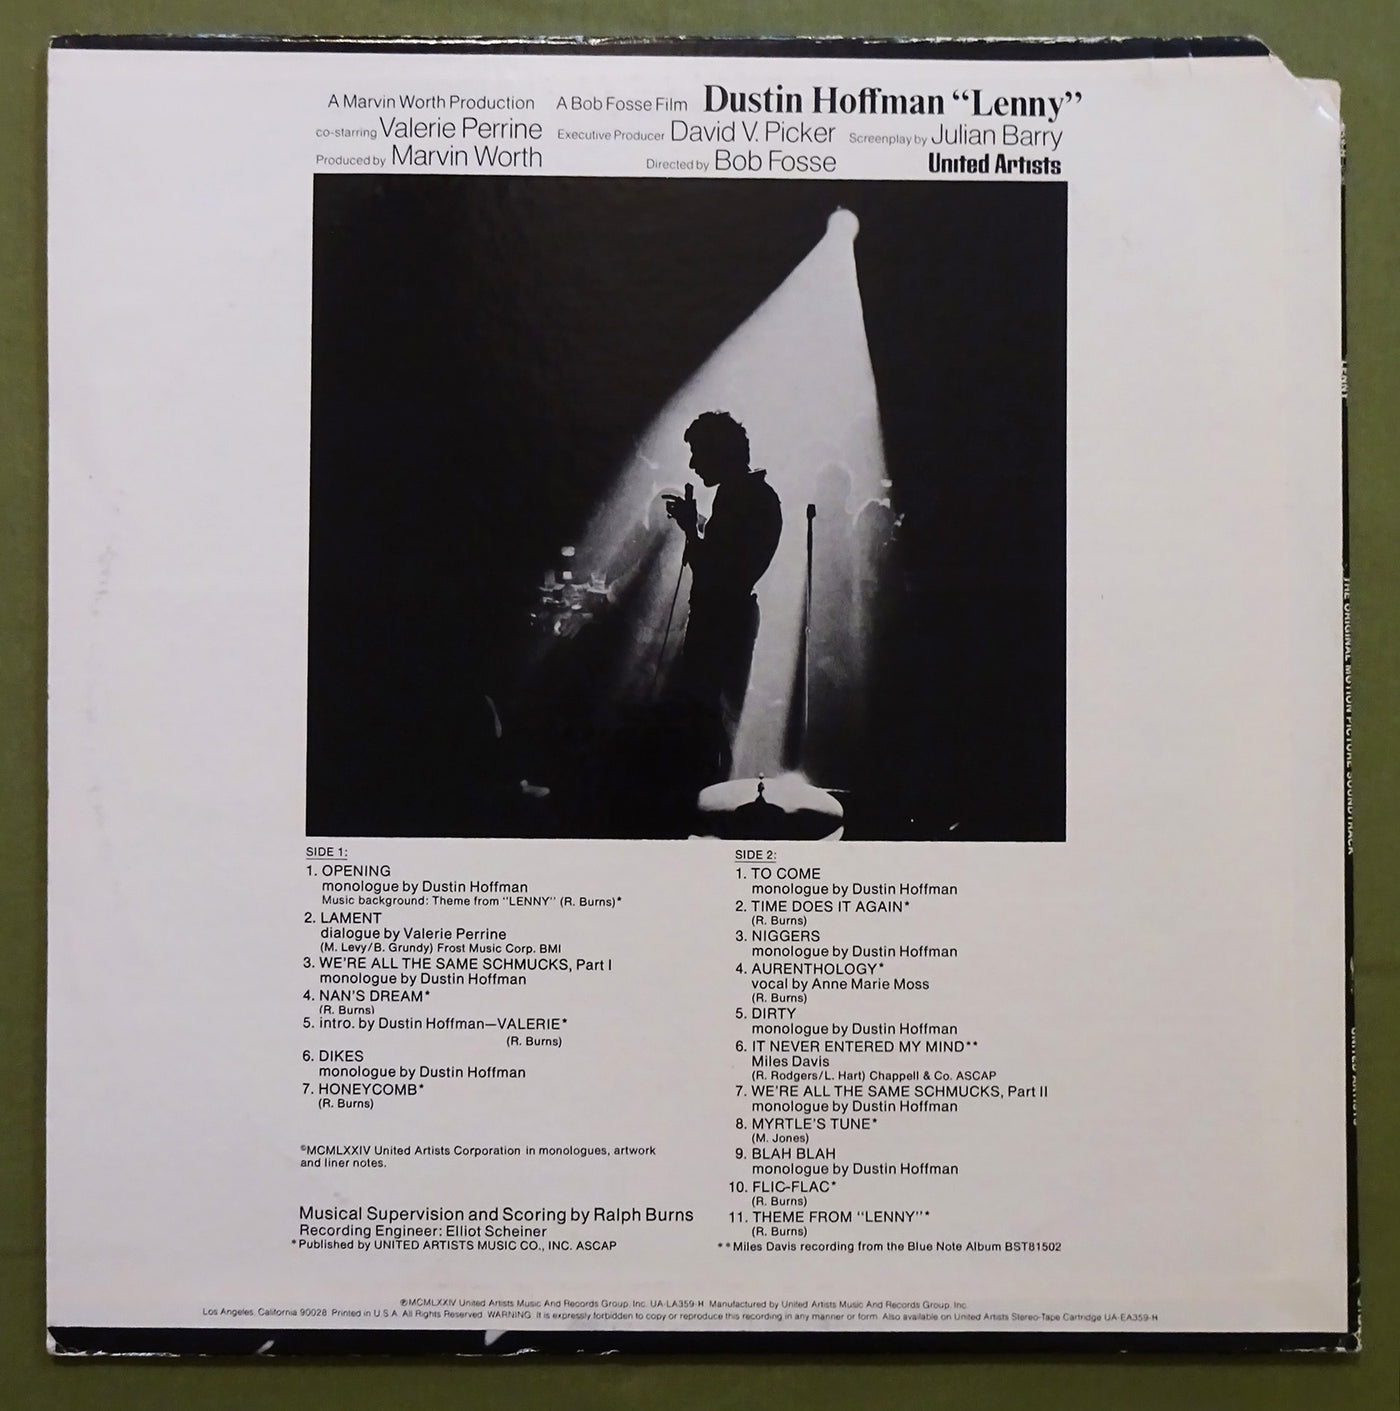 A Marvin Worth Production A Bob Fosse Film Dustin Hoffman “Lenny”
co-starring Valerie Perrine Executive Producer David V. Picker Screenplay by Julian Barry
Produced by Marvin Worth Directed by Bob Fosse United Artists
SIDE 1:
1. OPENING
monologue by Dustin Hoffman
Music background: Theme from “LENNY” (R. Burns)*
2. LAMENT
dialogue by Valerie Perrine
(M. Levy/B. Grundy) Frost Music Corp. BMI
3. WE'RE ALL THE SAME SCHMUCKS, Part I
monologue by Dustin Hoffman
4. NAN'S DREAM*
(R. Burns)
5. intro. by Dustin Hoffman—VALERIE*
(R. Burns)
6. DIKES
monologue by Dustin Hoffman
7. HONEYCOMB*
(R. Burns)
©MCMLXXIV United Artists Corporation in monologues, artwork
and liner notes.
Musical Supervision and Scoring by Ralph Burns
Recording Engineer: Elliot Scheiner
*Published by UNITED ARTISTS MUSIC CO., INC. ASCAP
SIDE 2:
1. TO COME
monologue by Dustin Hoffman
2. TIME DOES IT AGAIN*
(R. Burns)
3. NIGGERS
monologue by Dustin Hoffman
4. AURENTHOLOGY*
vocal by Anne Marie Moss
(R. Burns)
5. DIRTY
monologue by Dustin Hoffman
6. IT NEVER ENTERED MY MIND**
Miles Davis
(R. Rodgers/L. Hart) Chappell & Co. ASCAP
7. WE'RE ALL THE SAME SCHMUCKS, Part II
monologue by Dustin Hoffman
8. MYRTLE'S TUNE*
(M. Jones)
9. BLAH BLAH
monologue by Dustin Hoffman
10. FLIC-FLAC*
(R. Burns)
11. THEME FROM “LENNY”*
(R. Burns)
**Miles Davis recording from the Blue Note Album BST81502
℗MCMLXXIV United Artists Music And Records Group, Inc. UA-LA359-H Manufactured by United Artists Music And Records Group, Inc.
Los Angeles, California 90028 Printed in U.S.A. All Rights Reserved. WARNING: It is expressly forbidden to copy or reproduce this recording in any manner or form. Also available on United Artists Stereo-Tape Cartridge UA-EA359-H
LENNY
THE ORIGINAL MOTION PICTURE SOUNDTRACK
UNITED ARTISTS